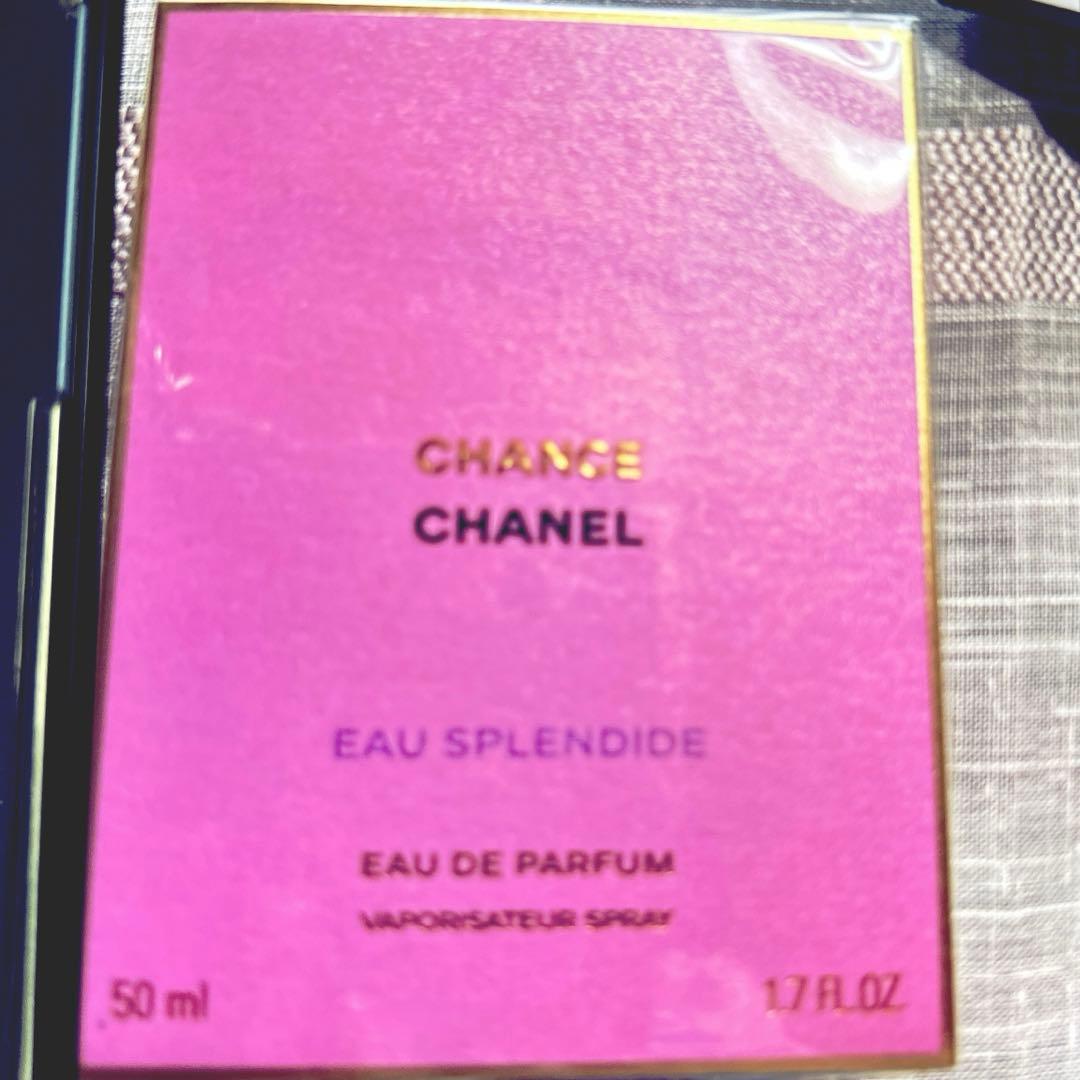 CHANCE
CHANEL
EAU SPLENDIDE
EAU DE PARFUM
VAPORISATEUR SPRAY
50 ml
1.7 FL.OZ.